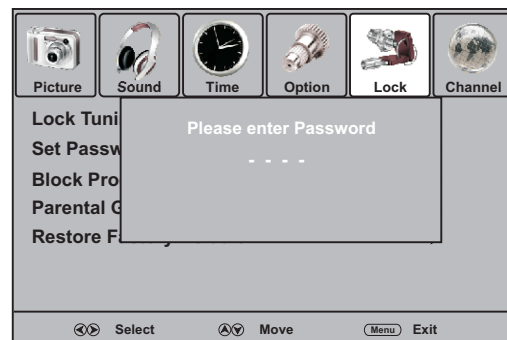 Picture Sound Time Option Lock Channel
Lock Tuni
Please enter Password
Set Passw
- - - -
Block Pro
Parental G
Restore F
Select Move Menu Exit